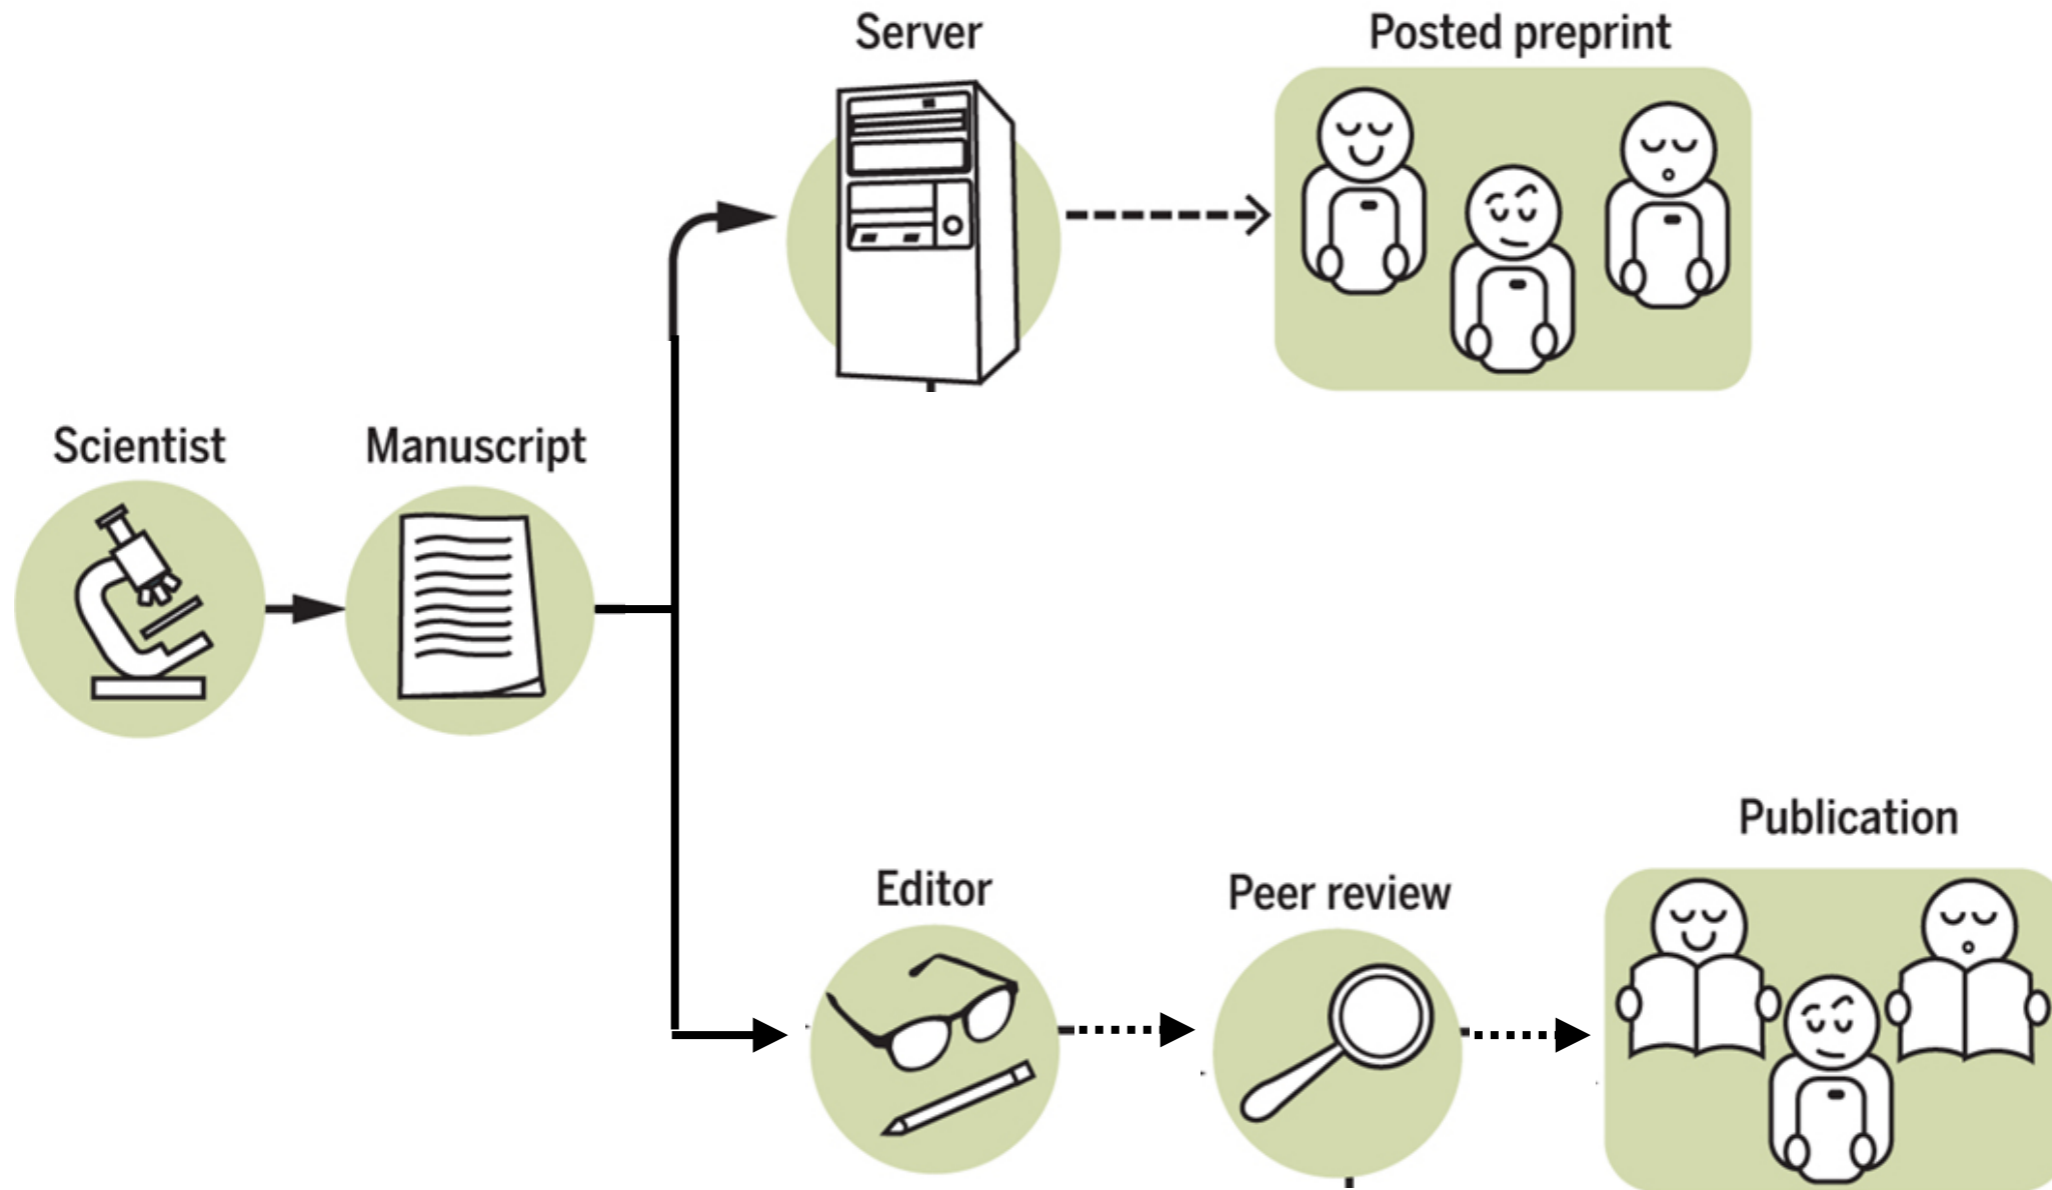 Server
Posted preprint
Scientist
Manuscript
Publication
Editor
Peer review